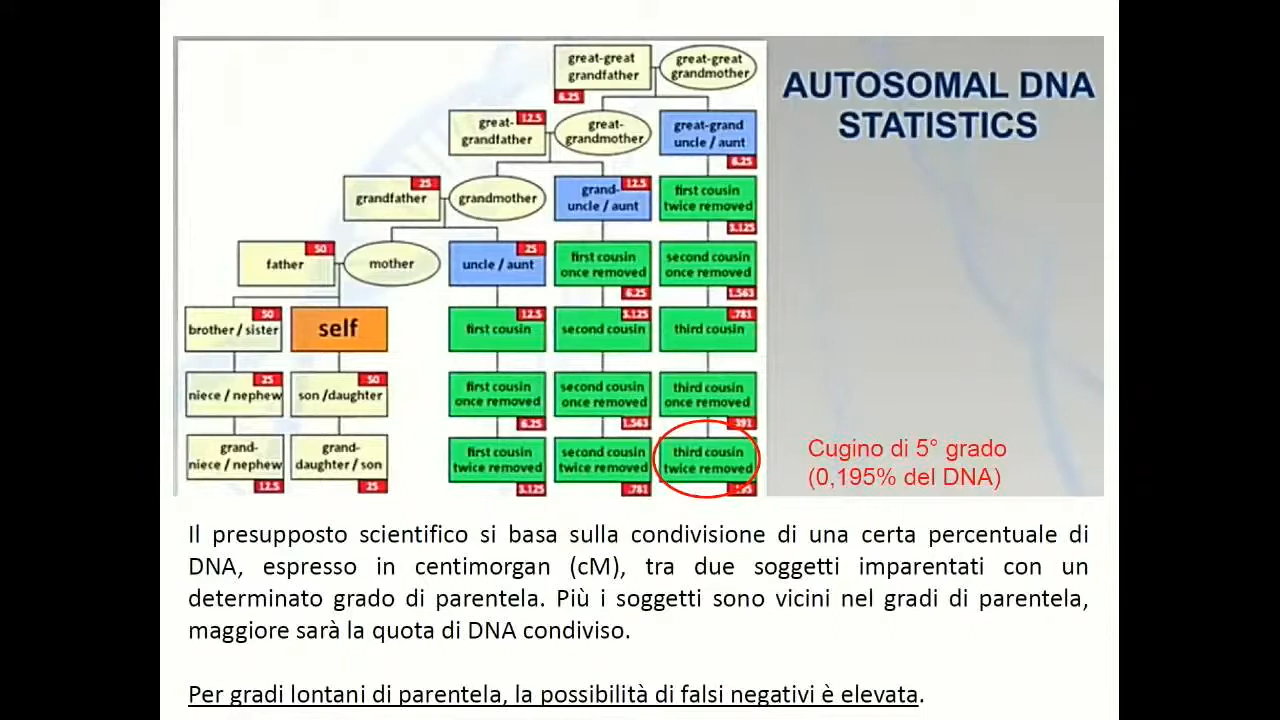 great-great
grandfather
6.25
great-great
grandmother
AUTOSOMAL DNA
STATISTICS
great-
grandfather
12.5
great-
grandmother
great-grand
uncle / aunt
6.25
grandfather
25
grandmother
grand-
uncle / aunt
12.5
first cousin
twice removed
3.125
father
50
mother
uncle / aunt
25
first cousin
once removed
6.25
second cousin
once removed
1.563
brother / sister
50
self
first cousin
12.5
second cousin
3.125
third cousin
.781
niece / nephew
25
son /daughter
50
first cousin
once removed
6.25
second cousin
once removed
1.563
third cousin
once removed
.391
grand-
niece / nephew
12.5
grand-
daughter / son
25
first cousin
twice removed
3.125
second cousin
twice removed
.781
third cousin
twice removed
Cugino di 5° grado
(0,195% del DNA)
Il presupposto scientifico si basa sulla condivisione di una certa percentuale di
DNA, espresso in centimorgan (cM), tra due soggetti imparentati con un
determinato grado di parentela. Più i soggetti sono vicini nel gradi di parentela,
maggiore sarà la quota di DNA condiviso.
Per gradi lontani di parentela, la possibilità di falsi negativi è elevata.